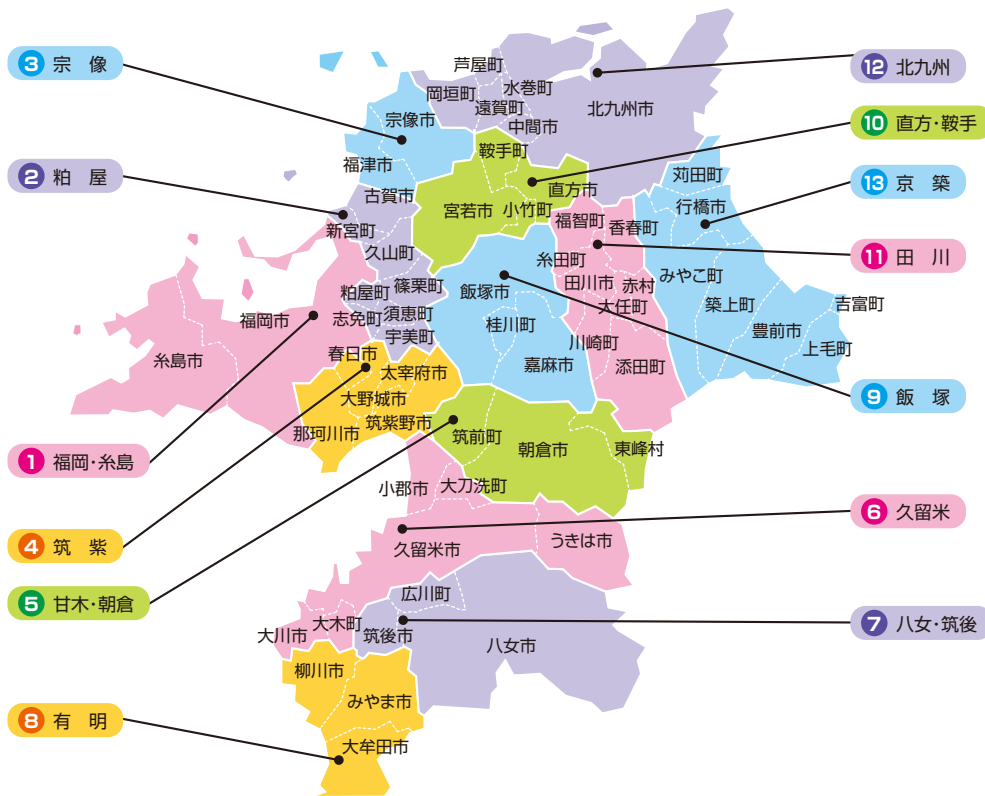 3 宗 像
2 粕 屋
1 福岡・糸島
4 筑 紫
5 甘木・朝倉
8 有 明
12 北九州
10 直方・鞍手
13 京 築
11 田 川
9 飯 塚
6 久留米
7 八女・筑後
芦屋町
岡垣町
水巻町
遠賀町
中間市
北九州市
宗像市
福津市
鞍手町
直方市
宮若市
小竹町
苅田町
行橋市
みやこ町
築上町
豊前市
吉富町
上毛町
福智町
香春町
糸田町
田川市
赤村
大任町
川崎町
添田町
古賀市
新宮町
久山町
篠栗町
粕屋町
志免町
須恵町
宇美町
飯塚市
桂川町
嘉麻市
福岡市
糸島市
春日市
太宰府市
大野城市
筑紫野市
那珂川市
筑前町
朝倉市
東峰村
小郡市
大刀洗町
久留米市
うきは市
大木町
大川市
広川町
筑後市
八女市
柳川市
みやま市
大牟田市